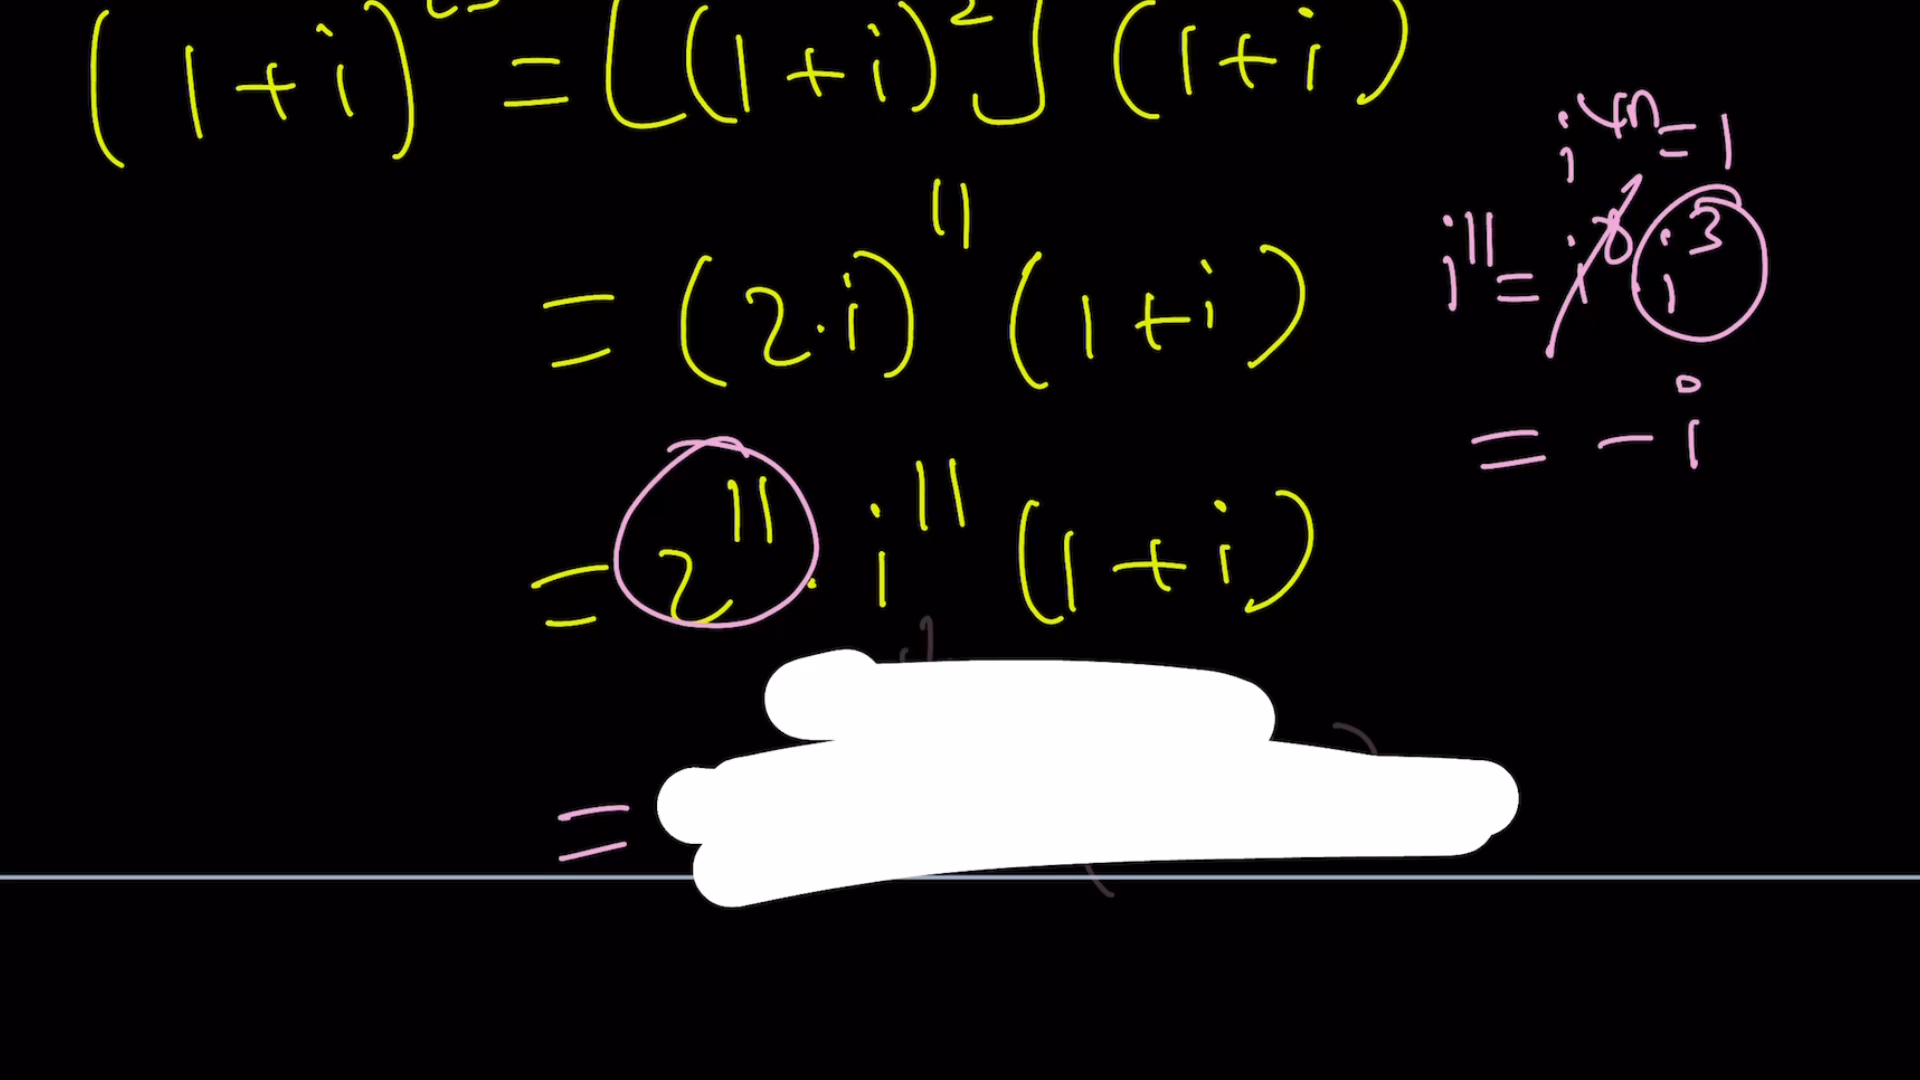 (1+i) = [(1+i)²] (1+i)
= (2·i)¹¹ (1+i)
= 2¹¹ · i¹¹ (1+i)
=
i⁴ⁿ = 1
i¹¹ = i⁸ i³
= -i